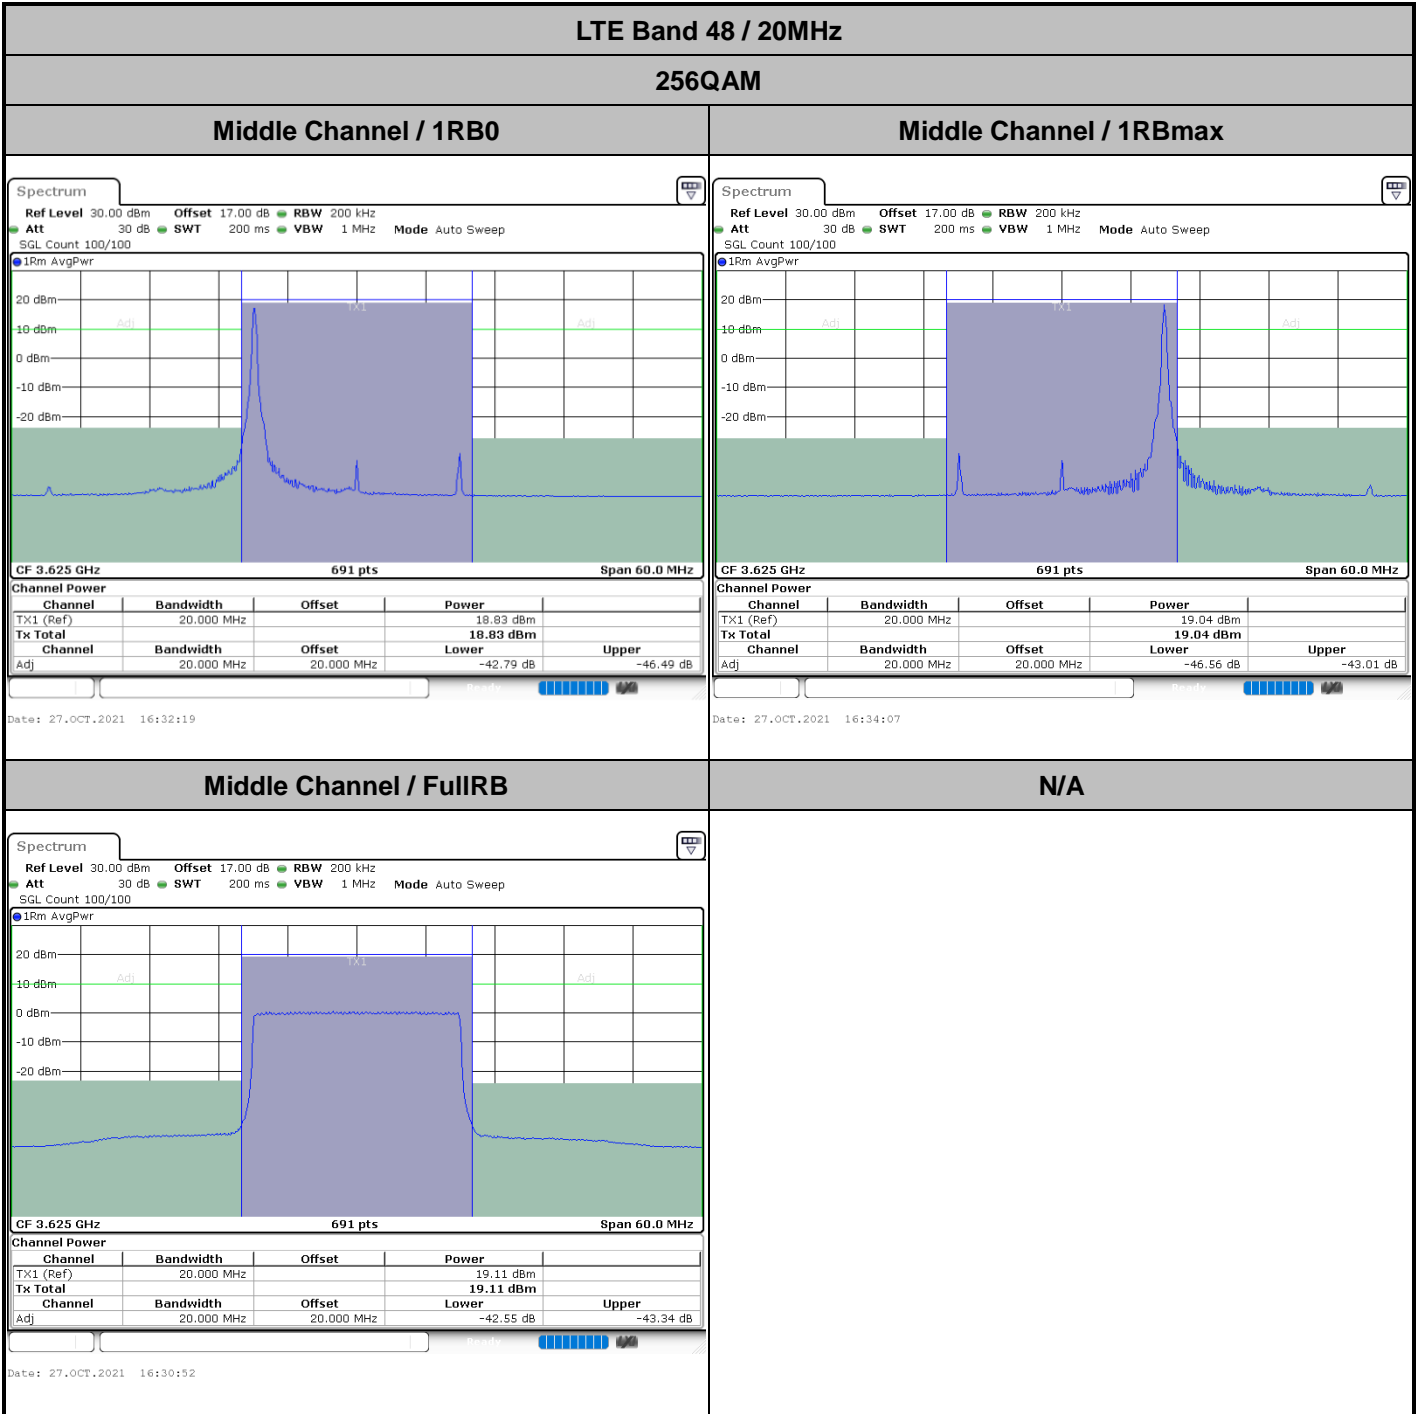 LTE Band 48 / 20MHz
256QAM
Middle Channel / 1RB0
Middle Channel / 1RBmax
Spectrum
Ref Level 30.00 dBm Offset 17.00 dB RBW 200 kHz
Att 30 dB SWT 200 ms VBW 1 MHz Mode Auto Sweep
SGL Count 100/100
1Rm AvgPwr
TX1
20 dBm
Adj
Adj
10 dBm
0 dBm
-10 dBm
-20 dBm
CF 3.625 GHz 691 pts Span 60.0 MHz
Channel Power
Channel Bandwidth Offset Power
TX1 (Ref) 20.000 MHz 18.83 dBm
Tx Total 18.83 dBm
Channel Bandwidth Offset Lower Upper
Adj 20.000 MHz 20.000 MHz -42.79 dB -46.49 dB
Ready
Date: 27.OCT.2021 16:32:19
Spectrum
Ref Level 30.00 dBm Offset 17.00 dB RBW 200 kHz
Att 30 dB SWT 200 ms VBW 1 MHz Mode Auto Sweep
SGL Count 100/100
1Rm AvgPwr
TX1
20 dBm
Adj
Adj
10 dBm
0 dBm
-10 dBm
-20 dBm
CF 3.625 GHz 691 pts Span 60.0 MHz
Channel Power
Channel Bandwidth Offset Power
TX1 (Ref) 20.000 MHz 19.04 dBm
Tx Total 19.04 dBm
Channel Bandwidth Offset Lower Upper
Adj 20.000 MHz 20.000 MHz -46.56 dB -43.01 dB
Ready
Date: 27.OCT.2021 16:34:07
Middle Channel / FullRB
N/A
Spectrum
Ref Level 30.00 dBm Offset 17.00 dB RBW 200 kHz
Att 30 dB SWT 200 ms VBW 1 MHz Mode Auto Sweep
SGL Count 100/100
1Rm AvgPwr
TX1
20 dBm
Adj
Adj
10 dBm
0 dBm
-10 dBm
-20 dBm
CF 3.625 GHz 691 pts Span 60.0 MHz
Channel Power
Channel Bandwidth Offset Power
TX1 (Ref) 20.000 MHz 19.11 dBm
Tx Total 19.11 dBm
Channel Bandwidth Offset Lower Upper
Adj 20.000 MHz 20.000 MHz -42.55 dB -43.34 dB
Ready
Date: 27.OCT.2021 16:30:52